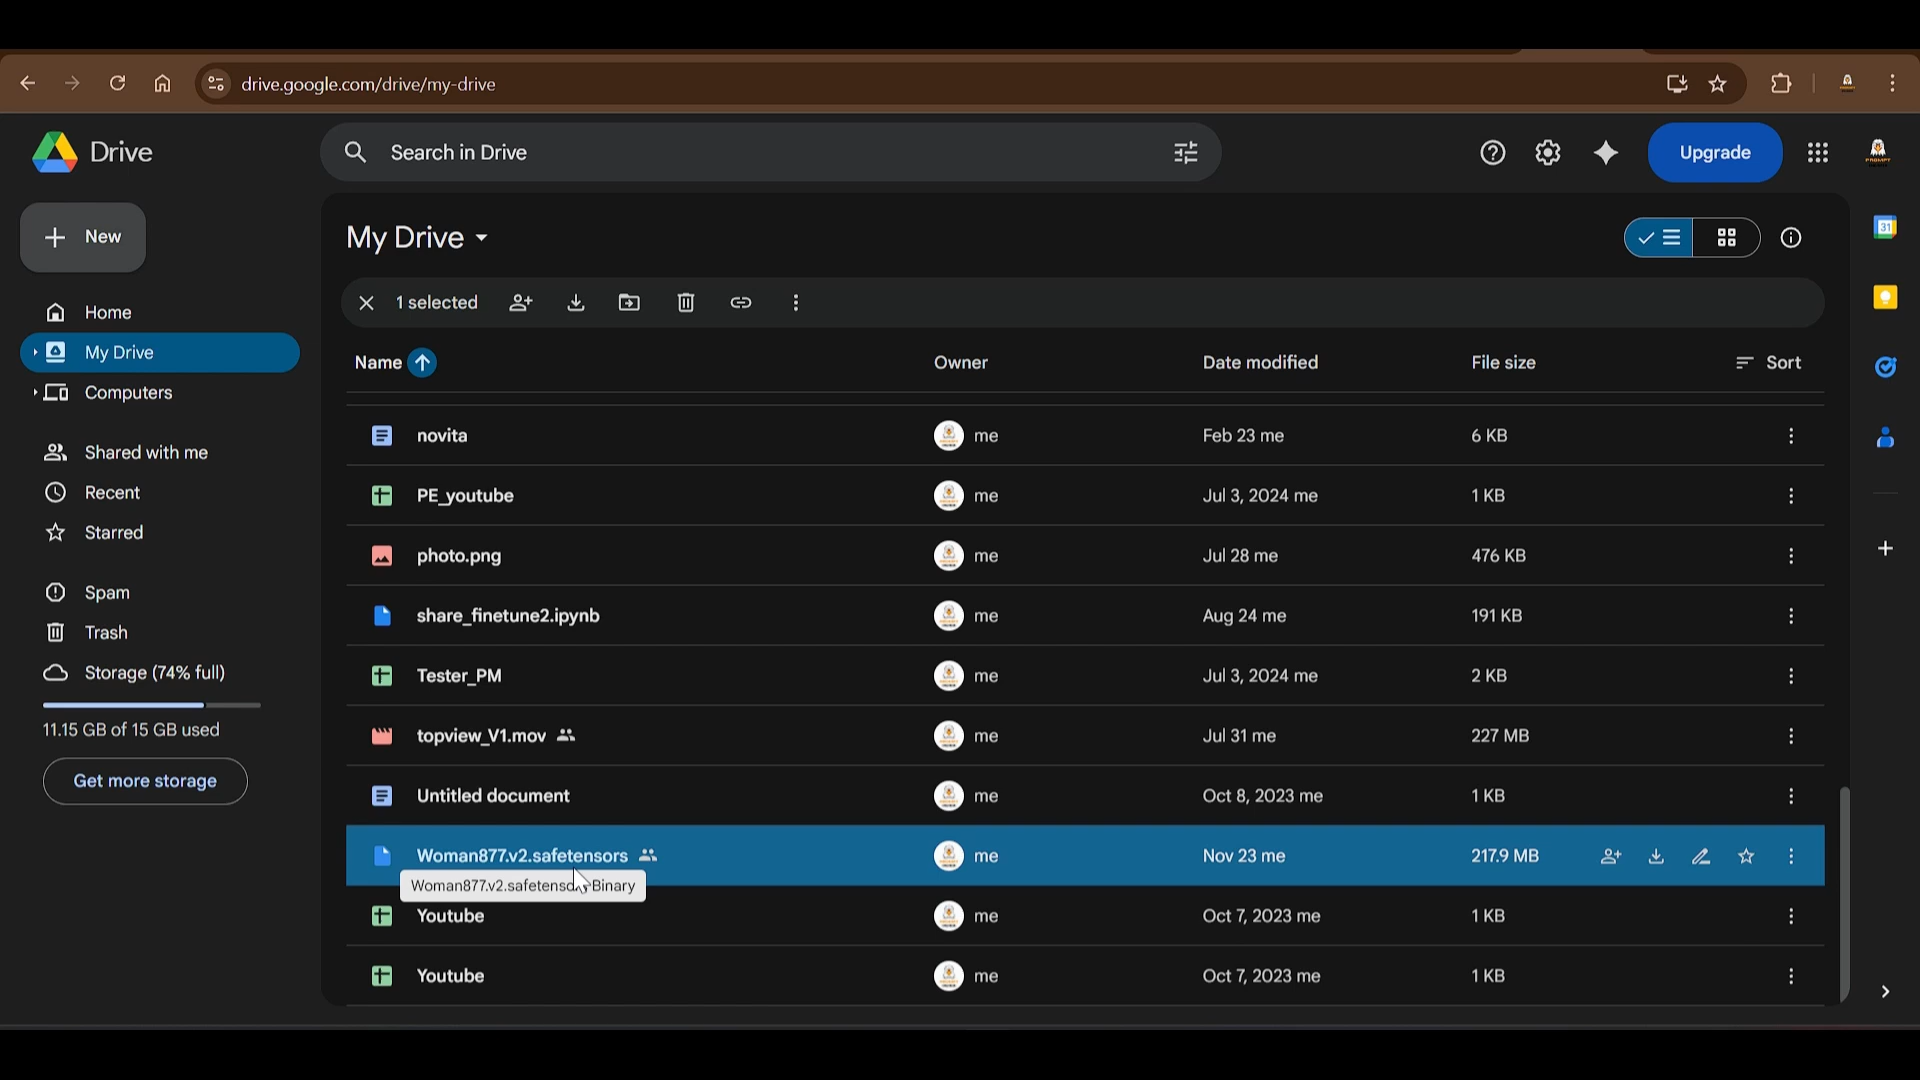 drive.google.com/drive/my-drive
Drive
Search in Drive
Upgrade
New
My Drive
Home
My Drive
Computers
Shared with me
Recent
Starred
Spam
Trash
Storage (74% full)
11.15 GB of 15 GB used
Get more storage
1 selected
Name Owner Date modified File size Sort
novita me Feb 23 me 6 KB
PE_youtube me Jul 3, 2024 me 1 KB
photo.png me Jul 28 me 476 KB
share_finetune2.ipynb me Aug 24 me 191 KB
Tester_PM me Jul 3, 2024 me 2 KB
topview_V1.mov me Jul 31 me 227 MB
Untitled document me Oct 8, 2023 me 1 KB
Woman877.v2.safetensors me Nov 23 me 217.9 MB
Binary
Youtube me Oct 7, 2023 me 1 KB
Youtube me Oct 7, 2023 me 1 KB
31